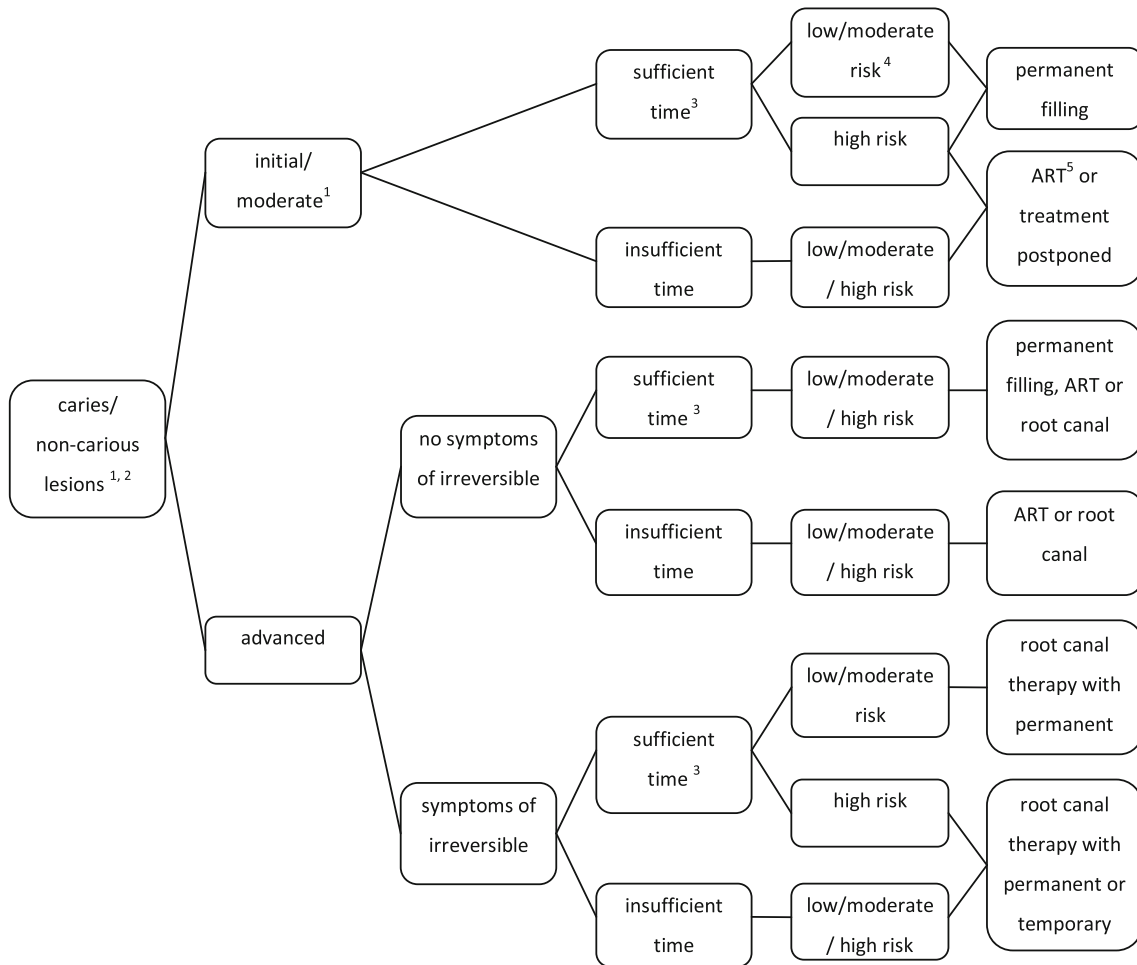 caries/
non-carious
lesions 1, 2
initial/
moderate1
advanced
no symptoms
of irreversible
symptoms of
irreversible
sufficient
time3
insufficient
time
sufficient
time 3
insufficient
time
sufficient
time 3
insufficient
time
low/moderate
risk4
high risk
low/moderate
/ high risk
low/moderate
/ high risk
low/moderate
/ high risk
low/moderate
risk
high risk
low/moderate
/ high risk
permanent
filling
ART5 or
treatment
postponed
permanent
filling, ART or
root canal
ART or root
canal
root canal
therapy with
permanent
root canal
therapy with
permanent or
temporary